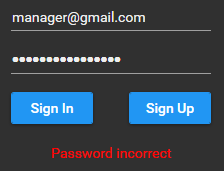 manager@gmail.com
•••••••••••••••••
Sign In
Sign Up
Password incorrect